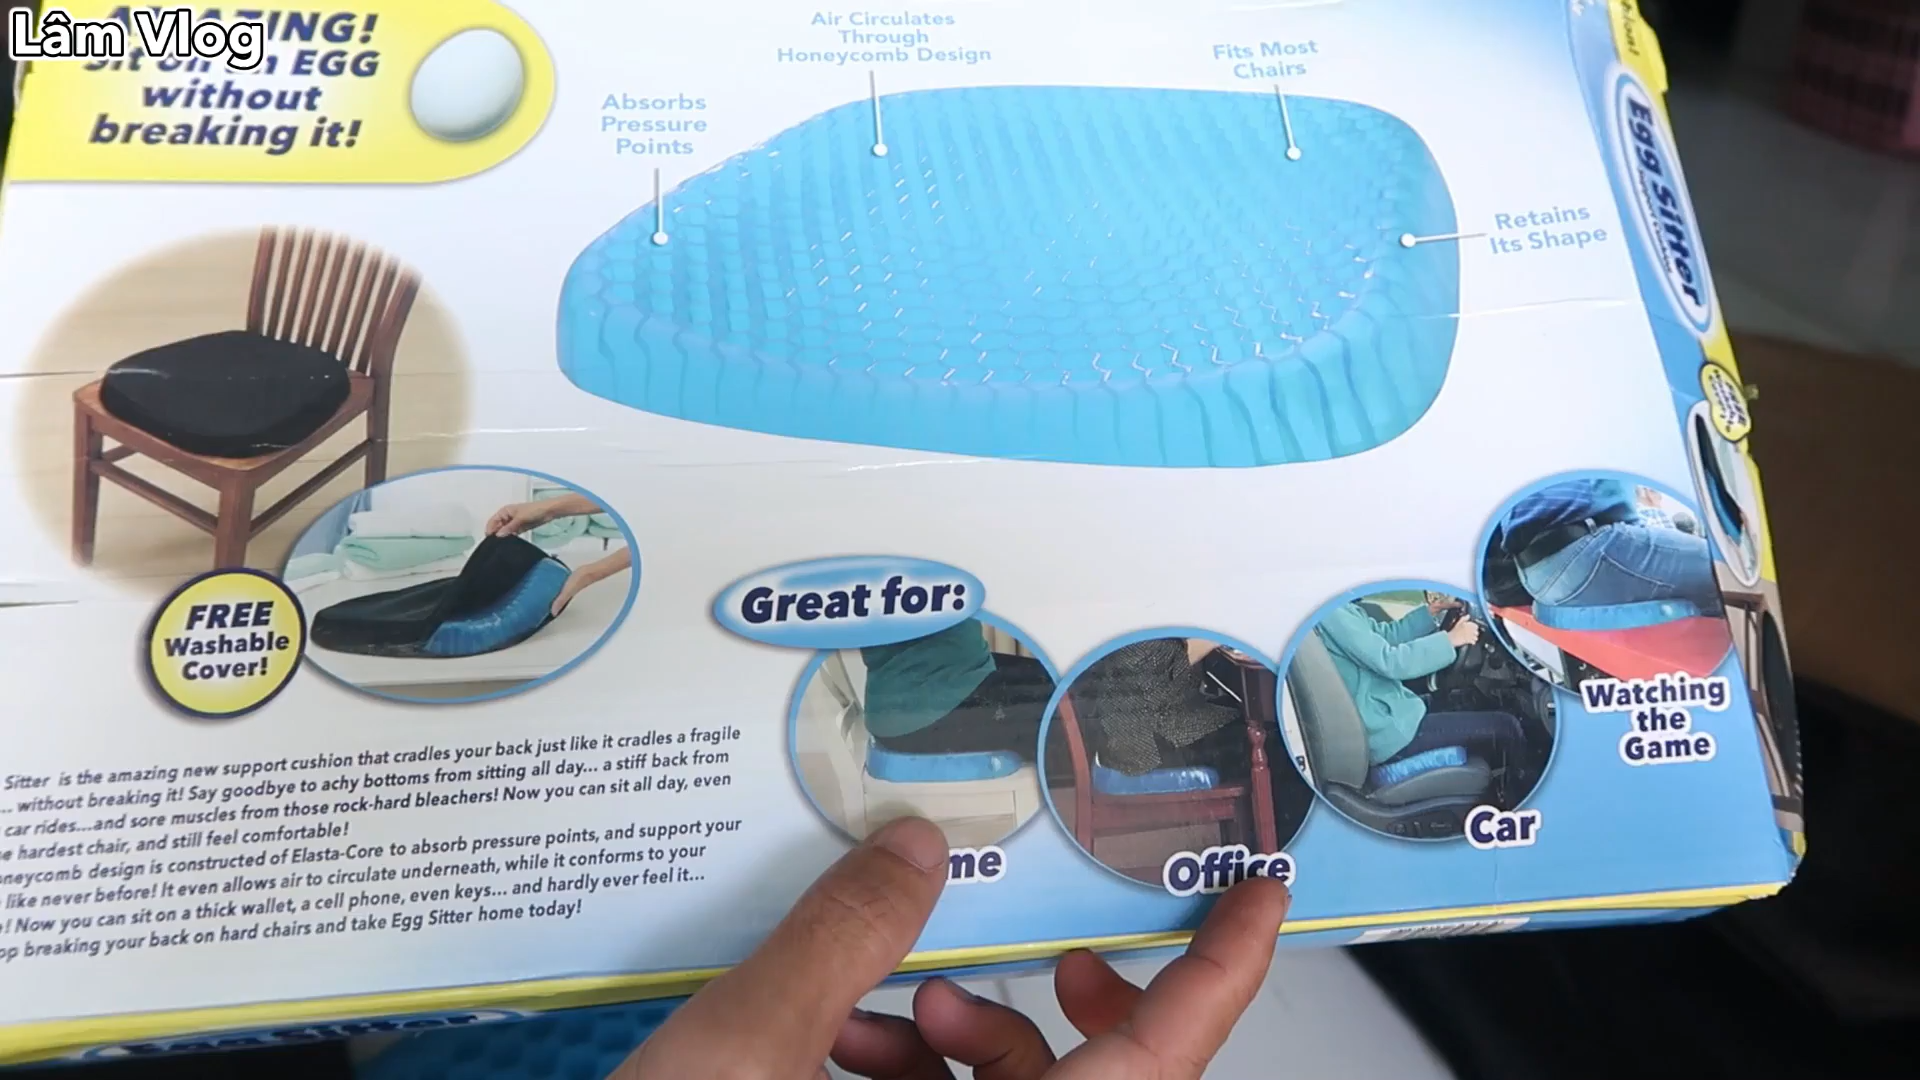 Lâm Vlog
AMAZING!
Sit on an EGG
without
breaking it!
Air Circulates
Through
Honeycomb Design
Fits Most
Chairs
Absorbs
Pressure
Points
Retains
Its Shape
Egg Sitter
FREE
Washable
Cover!
Great for:
me
Office
Car
Watching
the
Game
Sitter is the amazing new support cushion that cradles your back just like it cradles a fragile
... without breaking it! Say goodbye to achy bottoms from sitting all day... a stiff back from
car rides...and sore muscles from those rock-hard bleachers! Now you can sit all day, even
hardest chair, and still feel comfortable!
design is constructed of Elasta-Core to absorb pressure points, and support your
like never before! It even allows air to circulate underneath, while it conforms to your
! Now you can sit on a thick wallet, a cell phone, even keys... and hardly ever feel it...
breaking your back on hard chairs and take Egg Sitter home today!
Egg Sitter